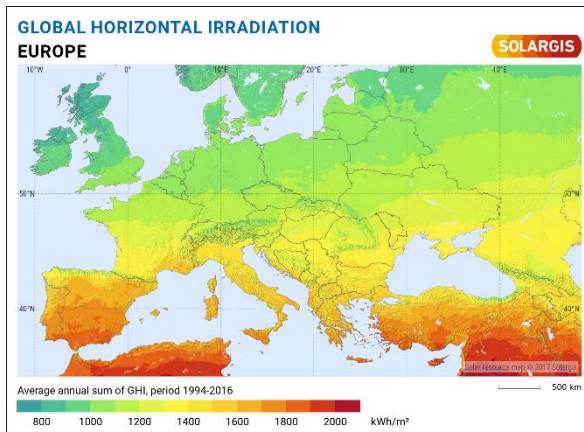 GLOBAL HORIZONTAL IRRADIATION
EUROPE
SOLARGIS
10°W 0° 10°E 20°E 30°E 40°E
50°N 50°N
40°N 40°N
Solar resource map © 2017 Solargis
Average annual sum of GHI, period 1994-2016
500 km
800 1000 1200 1400 1600 1800 2000 kWh/m²